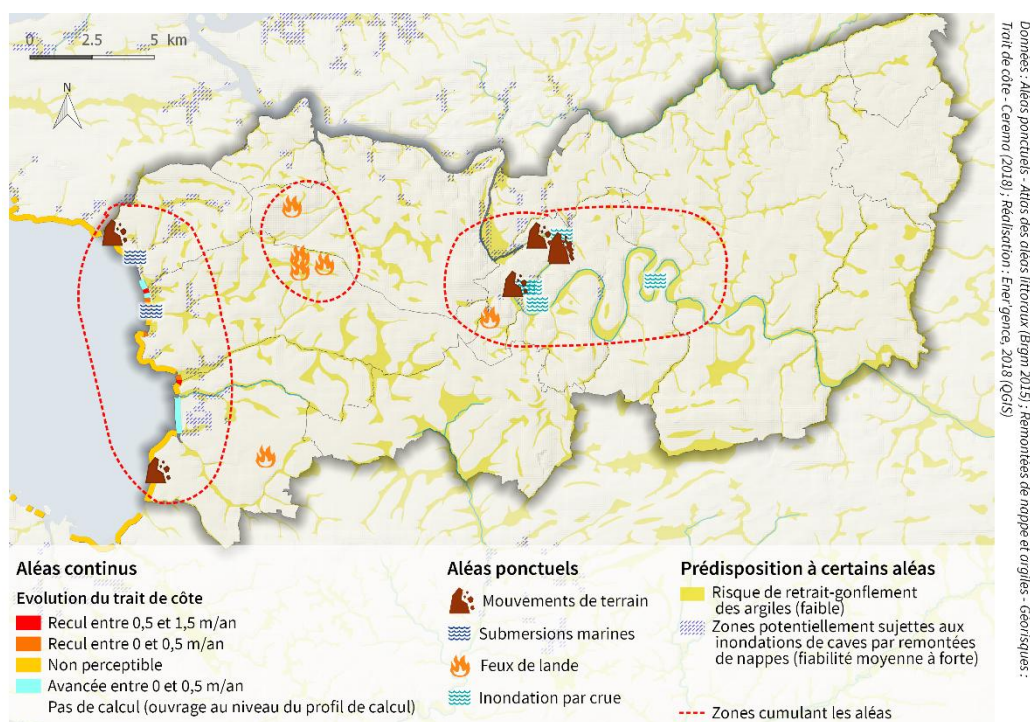 0 2.5 5 km
N
Données : Aléas ponctuels - Atlas des aléas littoraux (Brgm 2015) ; Remontées de nappe et argiles - Géorisques ;
Trait de côte - Cerema (2018) ; Réalisation : Ener'gence, 2018 (QGIS)
Aléas continus
Evolution du trait de côte
Recul entre 0,5 et 1,5 m/an
Recul entre 0 et 0,5 m/an
Non perceptible
Avancée entre 0 et 0,5 m/an
Pas de calcul (ouvrage au niveau du profil de calcul)
Aléas ponctuels
Mouvements de terrain
Submersions marines
Feux de lande
Inondation par crue
Prédisposition à certains aléas
Risque de retrait-gonflement
des argiles (faible)
Zones potentiellement sujettes aux
inondations de caves par remontées
de nappes (fiabilité moyenne à forte)
Zones cumulant les aléas